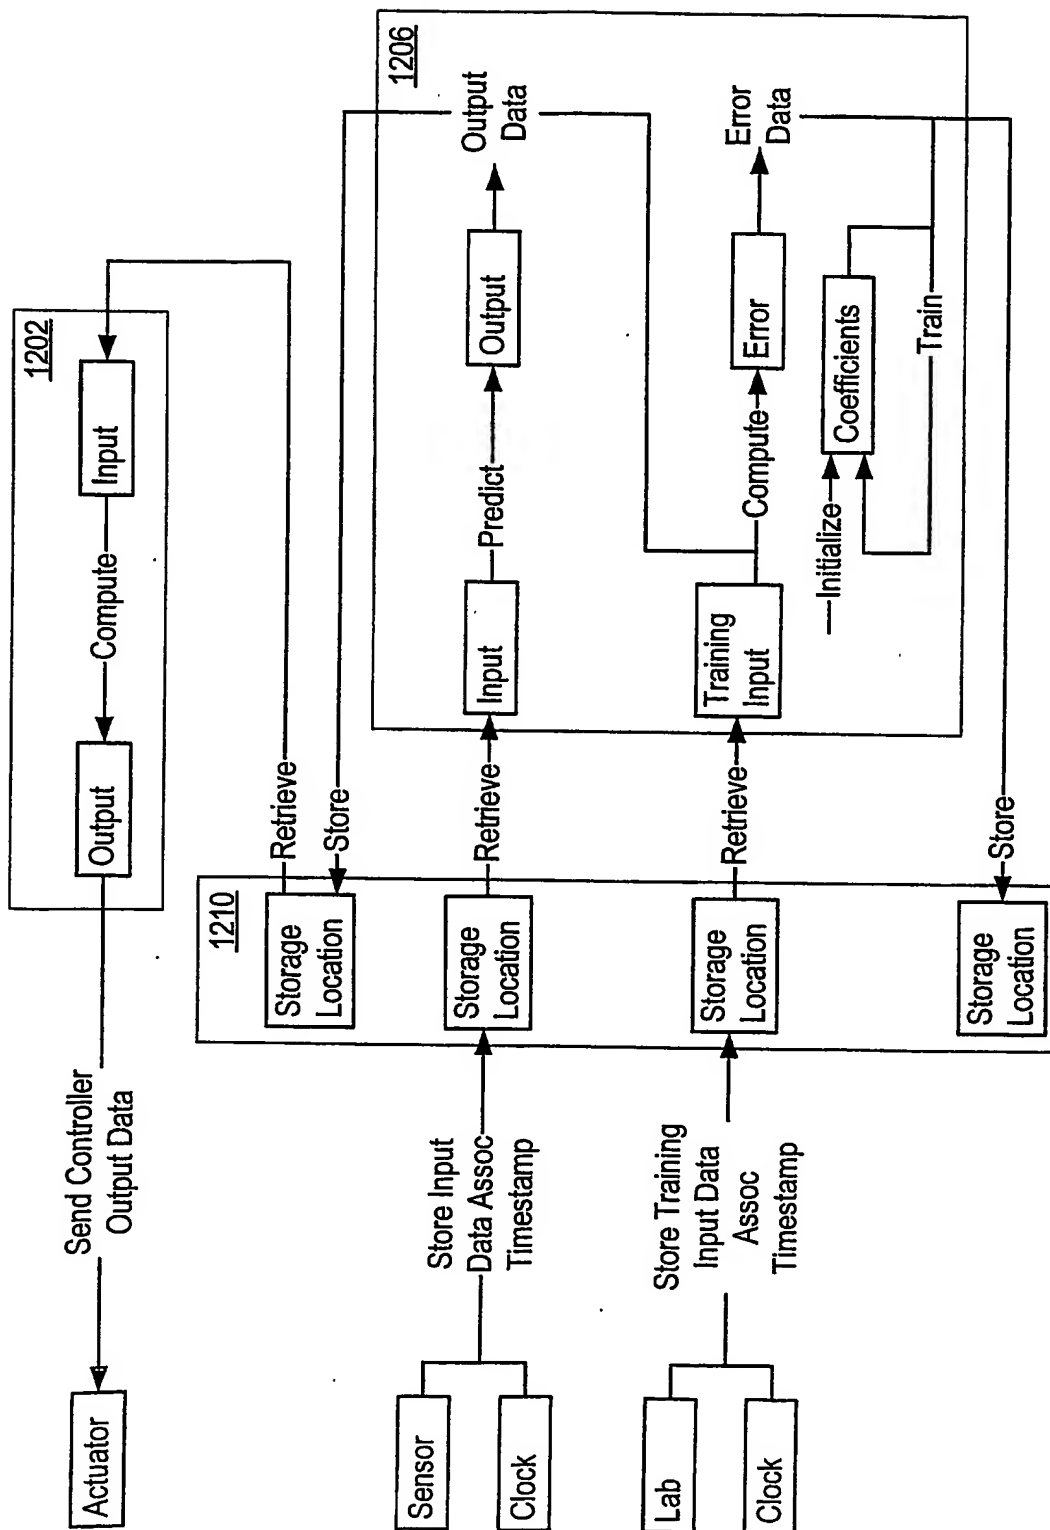 Actuator
Send Controller
Output Data
1202
Output
Compute
Input
1210
Storage
Location
Retrieve
Store
1206
Sensor
Clock
Store Input
Data Assoc
Timestamp
Storage
Location
Retrieve
Input
Predict
Output
Output
Data
Lab
Clock
Store Training
Input Data
Assoc
Timestamp
Storage
Location
Retrieve
Training
Input
Compute
Error
Error
Data
Initialize
Coefficients
Train
Storage
Location
Store